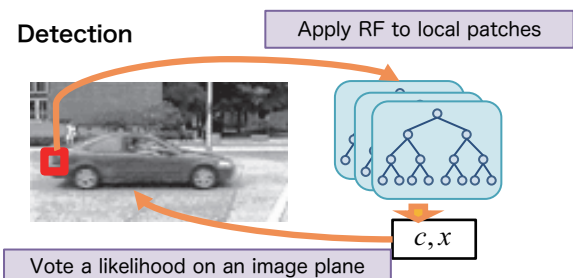 Detection
Apply RF to local patches
c, x
Vote a likelihood on an image plane